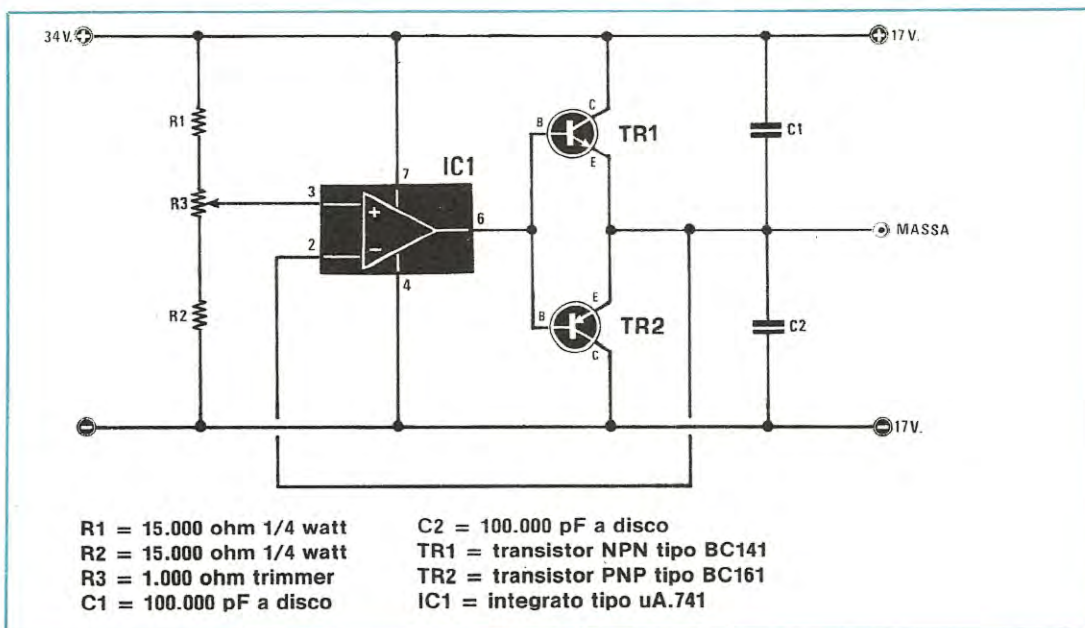 34V. + + 17 V.
R1
C
B
TR1
C1
E
IC1
7
3
+
R3
6
MASSA
2
−
4
E
R2
B
TR2
C2
C
− − 17V.
R1 = 15.000 ohm 1/4 watt
R2 = 15.000 ohm 1/4 watt
R3 = 1.000 ohm trimmer
C1 = 100.000 pF a disco
C2 = 100.000 pF a disco
TR1 = transistor NPN tipo BC141
TR2 = transistor PNP tipo BC161
IC1 = integrato tipo uA.741